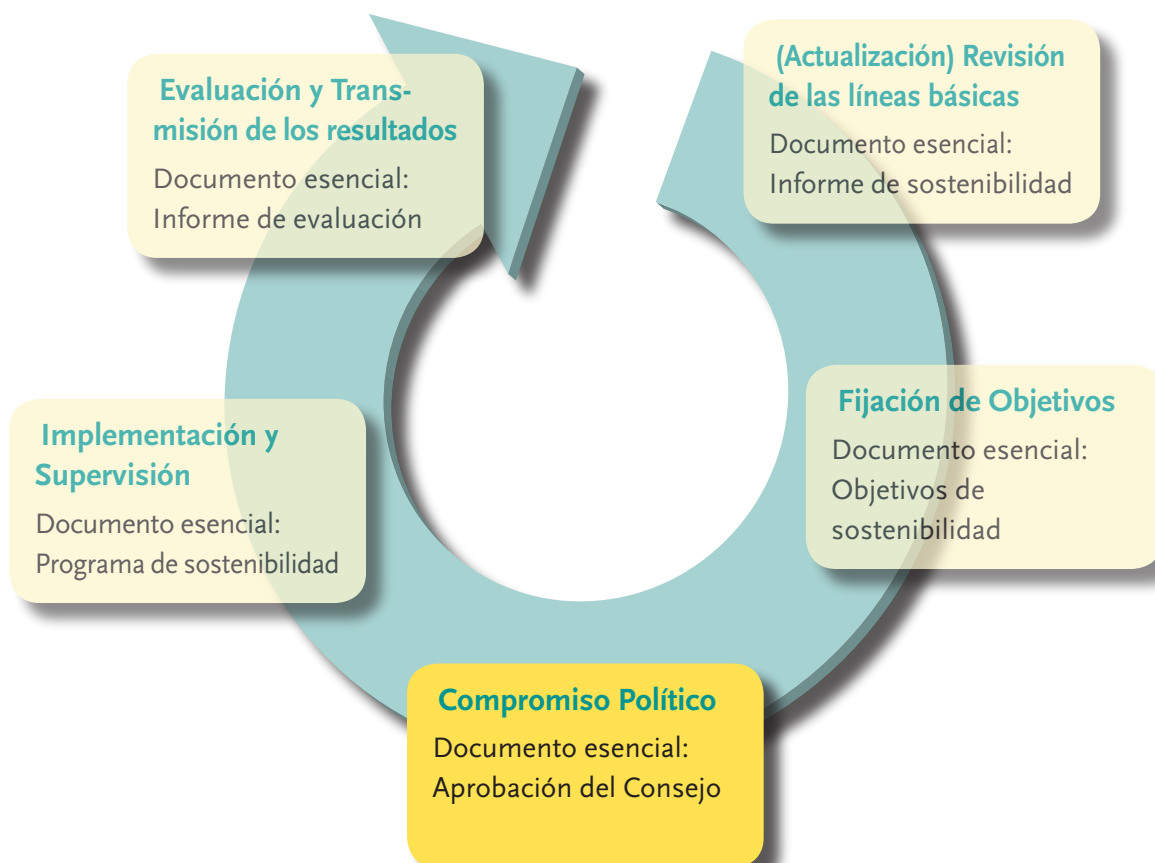 Evaluación y Trans-
misión de los resultados
Documento esencial:
Informe de evaluación
(Actualización) Revisión
de las líneas básicas
Documento esencial:
Informe de sostenibilidad
Fijación de Objetivos
Documento esencial:
Objetivos de
sostenibilidad
Implementación y
Supervisión
Documento esencial:
Programa de sostenibilidad
Compromiso Político
Documento esencial:
Aprobación del Consejo